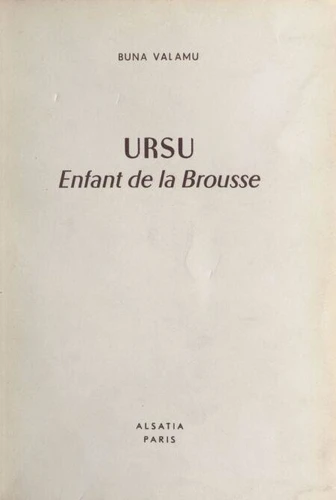 BUNA VALAMU
URSU
Enfant de la Brousse
ALSATIA
PARIS